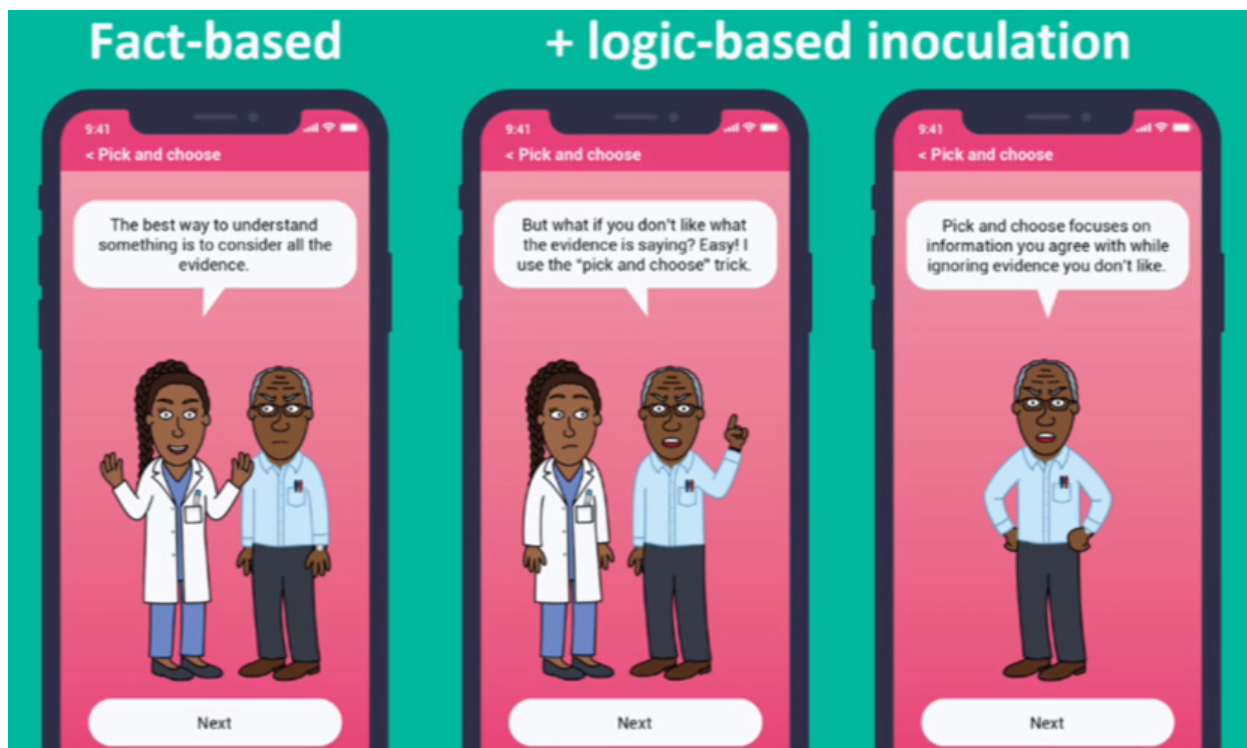 Fact-based
+ logic-based inoculation
9:41
< Pick and choose
The best way to understand
something is to consider all the
evidence.
Next
9:41
< Pick and choose
But what if you don't like what
the evidence is saying? Easy! I
use the “pick and choose” trick.
Next
9:41
< Pick and choose
Pick and choose focuses on
information you agree with while
ignoring evidence you don't like.
Next